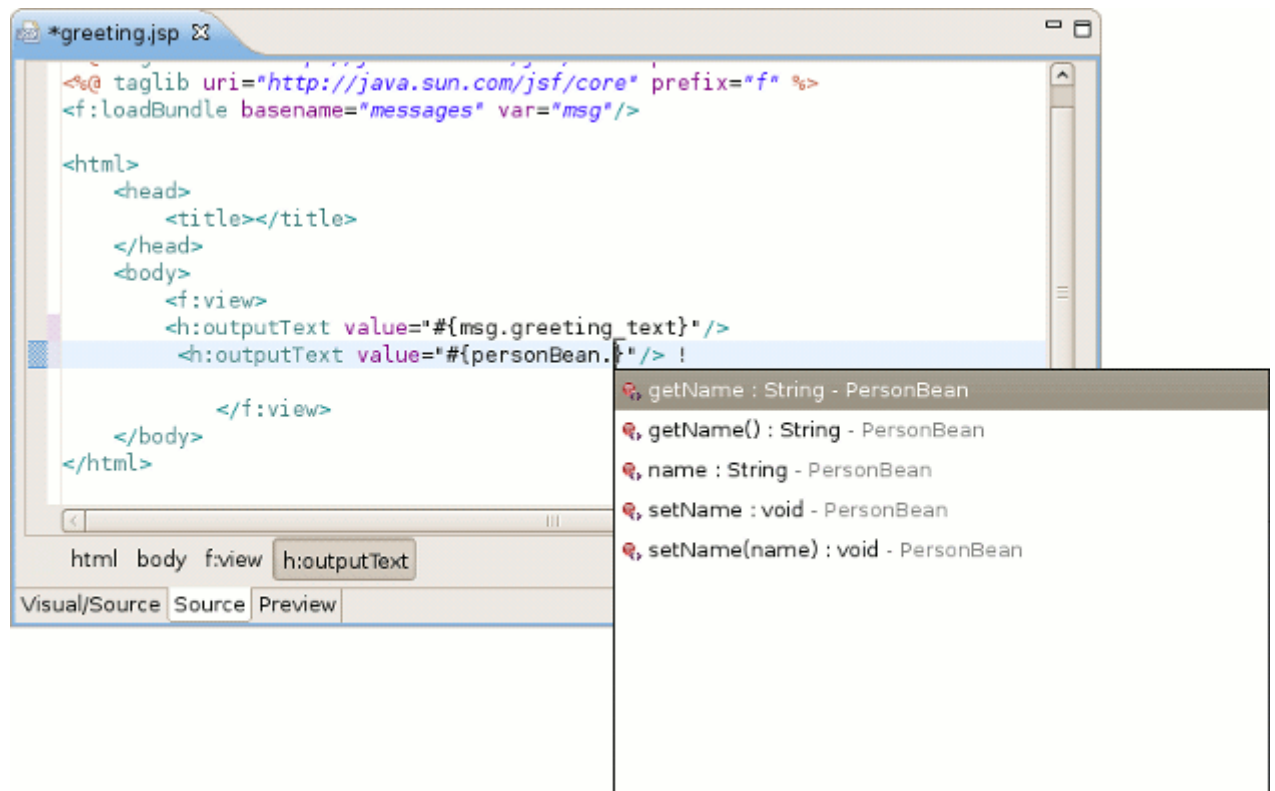 *greeting.jsp
<%@ taglib uri="http://java.sun.com/jsf/core" prefix="f" %>
<f:loadBundle basename="messages" var="msg"/>
<html>
<head>
<title></title>
</head>
<body>
<f:view>
<h:outputText value="#{msg.greeting_text}"/>
<h:outputText value="#{personBean.}"/> !
</f:view>
</body>
</html>
getName : String - PersonBean
getName() : String - PersonBean
name : String - PersonBean
setName : void - PersonBean
setName(name) : void - PersonBean
html body f:view h:outputText
Visual/Source Source Preview